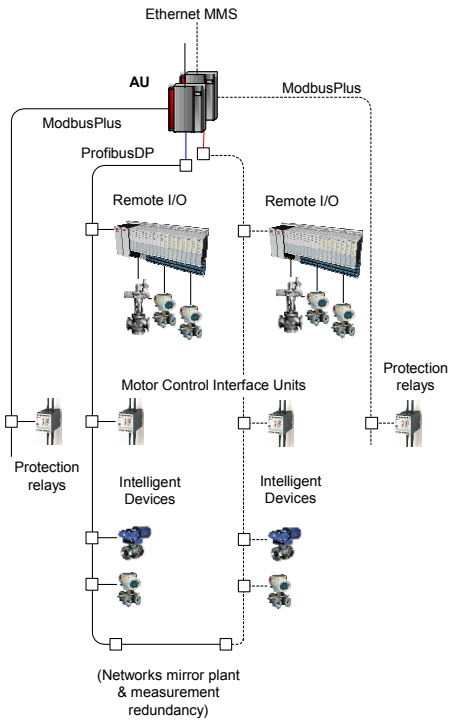 Ethernet MMS
AU
ModbusPlus
ModbusPlus
ProfibusDP
Remote I/O
Remote I/O
Motor Control Interface Units
Protection
relays
Protection
relays
Intelligent
Devices
Intelligent
Devices
(Networks mirror plant
& measurement
redundancy)